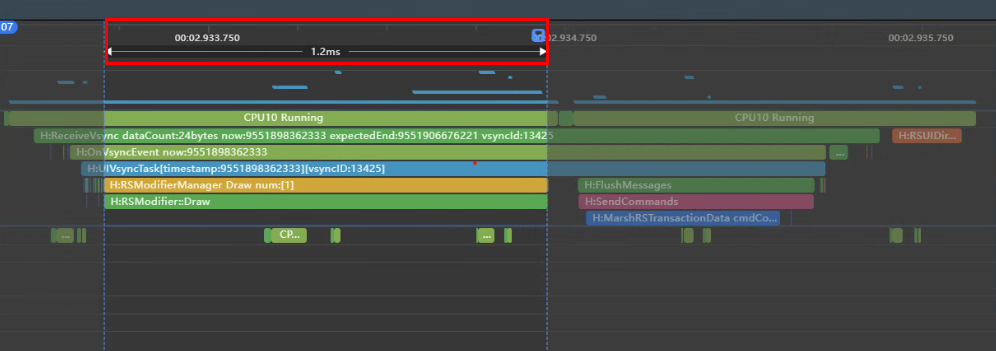 07
00:02.933.750
00:02.934.750
00:02.935.750
1.2ms
CPU10 Running
CPU10 Running
H:ReceiveVsync dataCount:24bytes now:9551898362333 expectedEnd:9551906676221 vsyncId:13425
H:RSUIDir...
H:OnVsyncEvent now:9551898362333
...
H:UIVsyncTask[timestamp:9551898362333][vsyncID:13425]
H:RSModifierManager Draw num:[1]
H:FlushMessages
H:RSModifier::Draw
H:SendCommands
H:MarshRSTransactionData cmdCo...
...
CP...
...